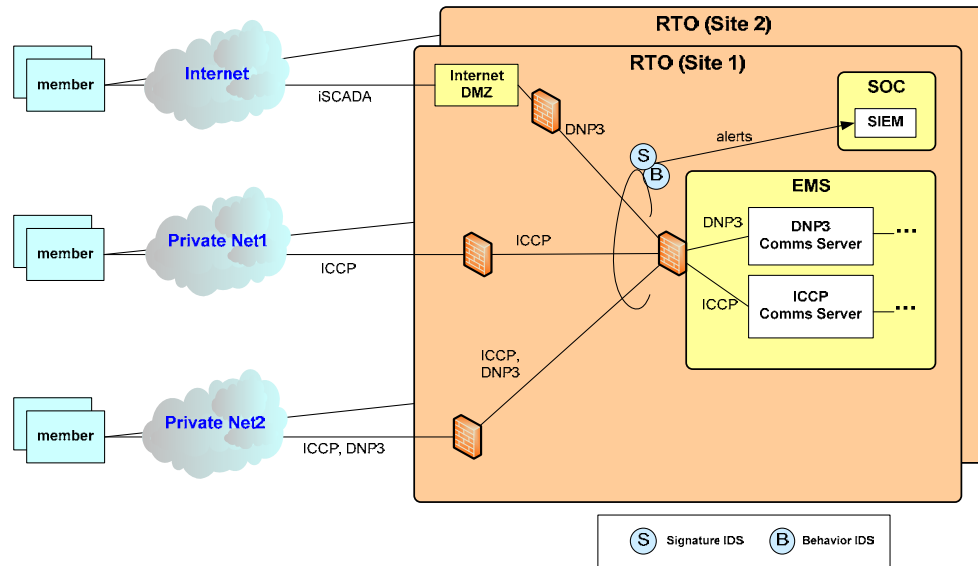 RTO (Site 2)
RTO (Site 1)
member
Internet
iSCADA
Internet
DMZ
DNP3
SOC
SIEM
alerts
S
B
EMS
DNP3
DNP3
Comms Server
...
ICCP
ICCP
Comms Server
...
member
Private Net1
ICCP
ICCP
ICCP,
DNP3
member
Private Net2
ICCP, DNP3
S Signature IDS
B Behavior IDS